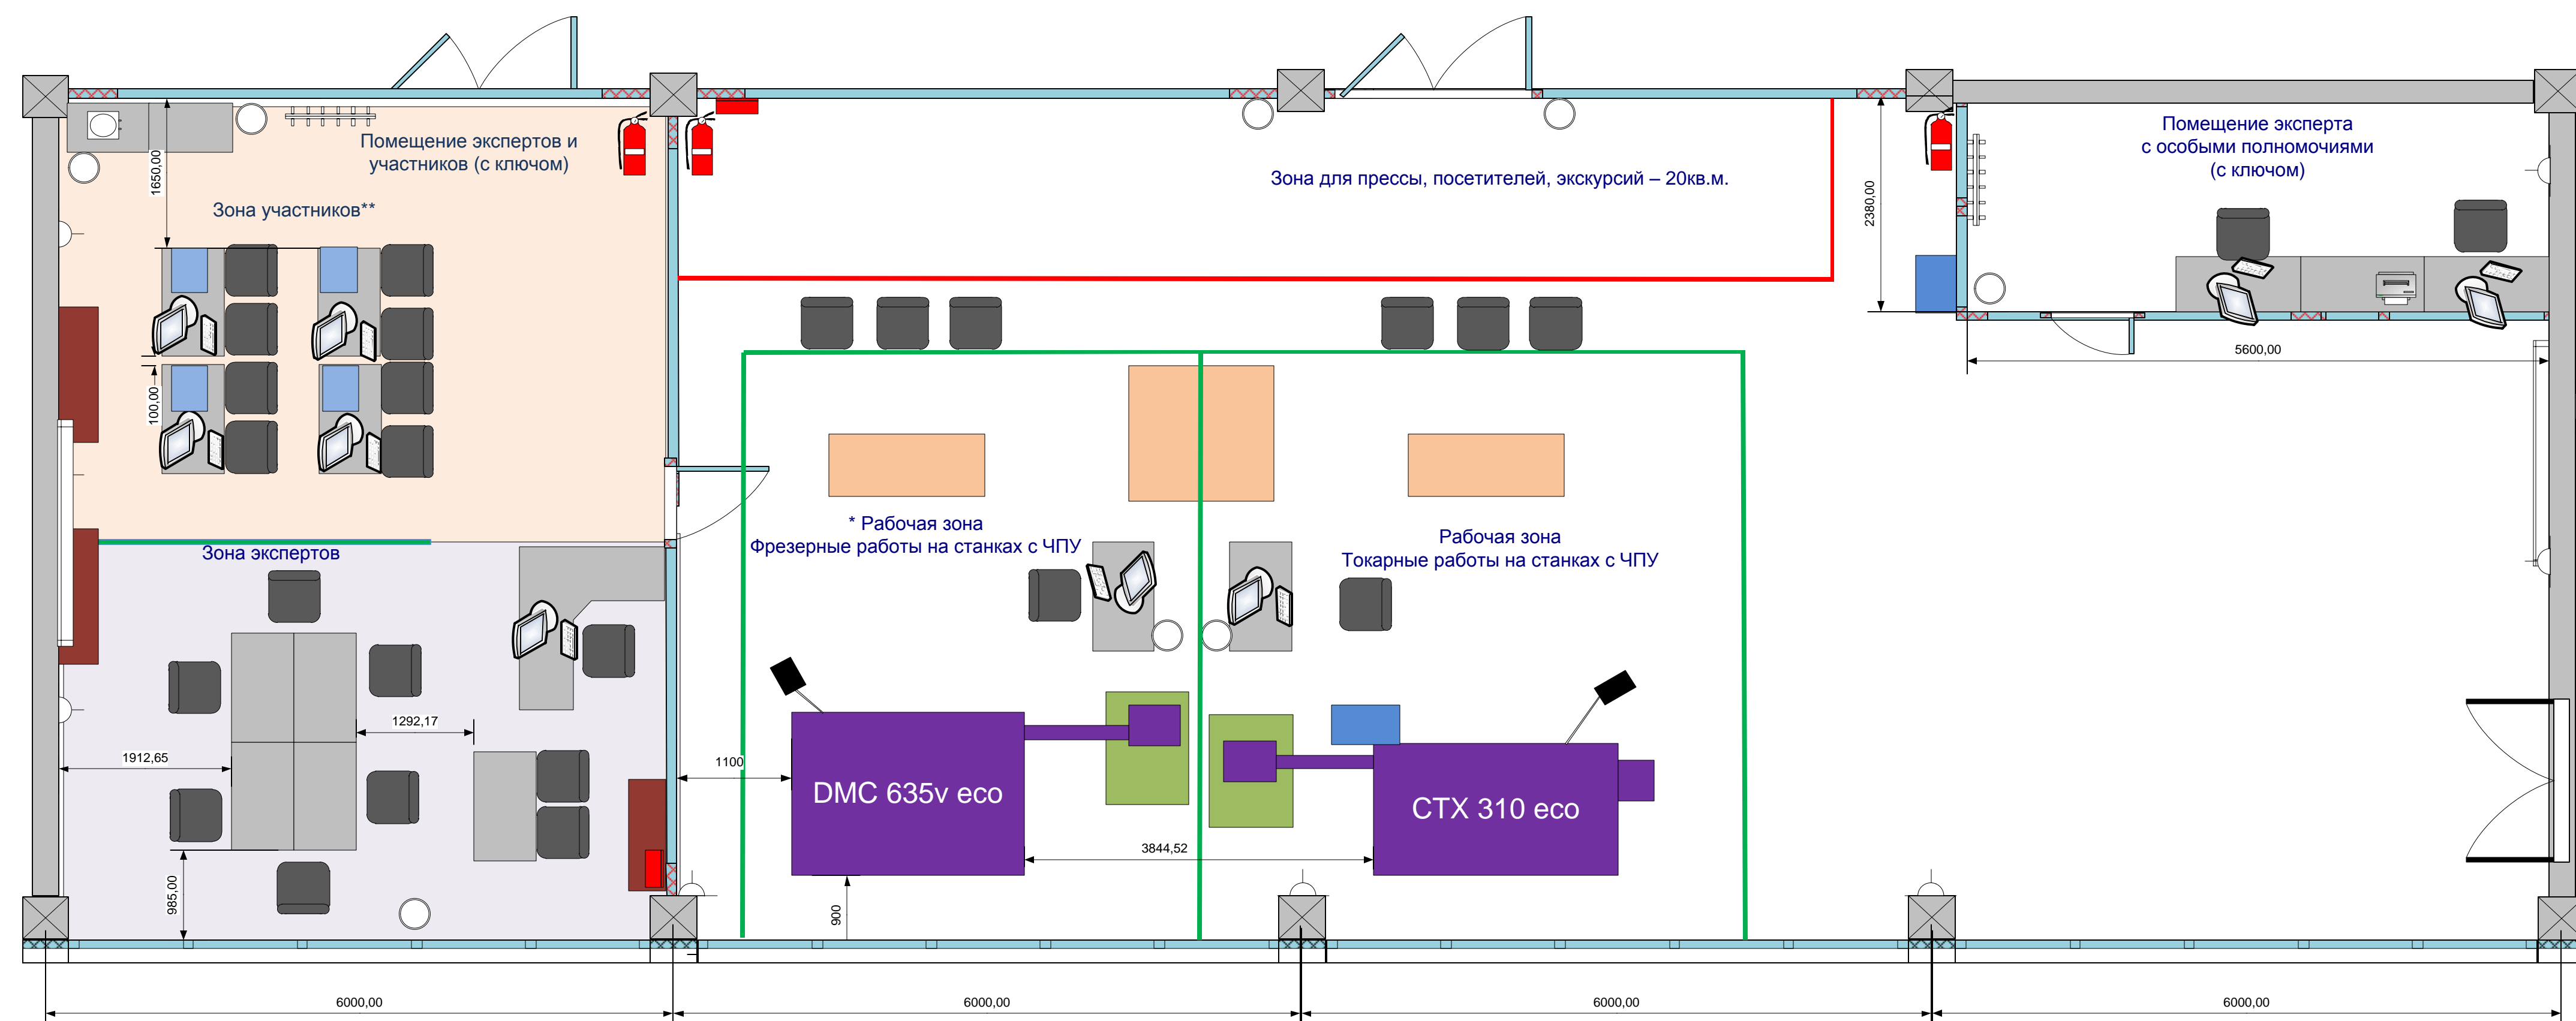 Помещение экспертов и
участников (с ключом)
Зона участников**
1650,00
100,00
Зона для прессы, посетителей, экскурсий – 20кв.м.
2380,00
Помещение эксперта
с особыми полномочиями
(с ключом)
5600,00
Зона экспертов
1292,17
1912,65
985,00
* Рабочая зона
Фрезерные работы на станках с ЧПУ
Рабочая зона
Токарные работы на станках с ЧПУ
1100
DMC 635v eco
CTX 310 eco
3844,52
900
6000,00
6000,00
6000,00
6000,00